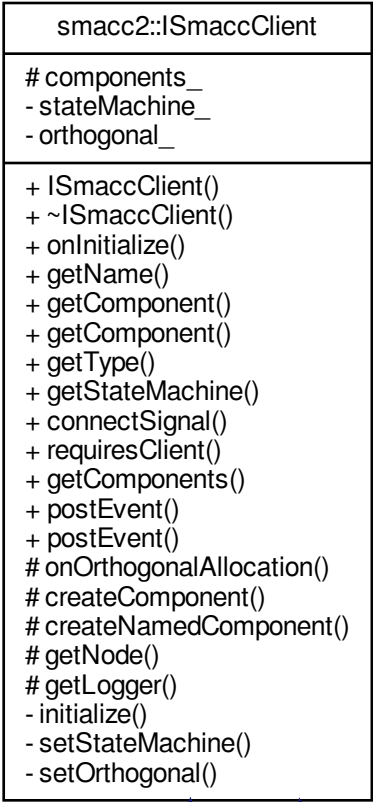 smacc2::ISmaccClient
# components_
- stateMachine_
- orthogonal_
+ ISmaccClient()
+ ~ISmaccClient()
+ onInitialize()
+ getName()
+ getComponent()
+ getComponent()
+ getType()
+ getStateMachine()
+ connectSignal()
+ requiresClient()
+ getComponents()
+ postEvent()
+ postEvent()
# onOrthogonalAllocation()
# createComponent()
# createNamedComponent()
# getNode()
# getLogger()
- initialize()
- setStateMachine()
- setOrthogonal()